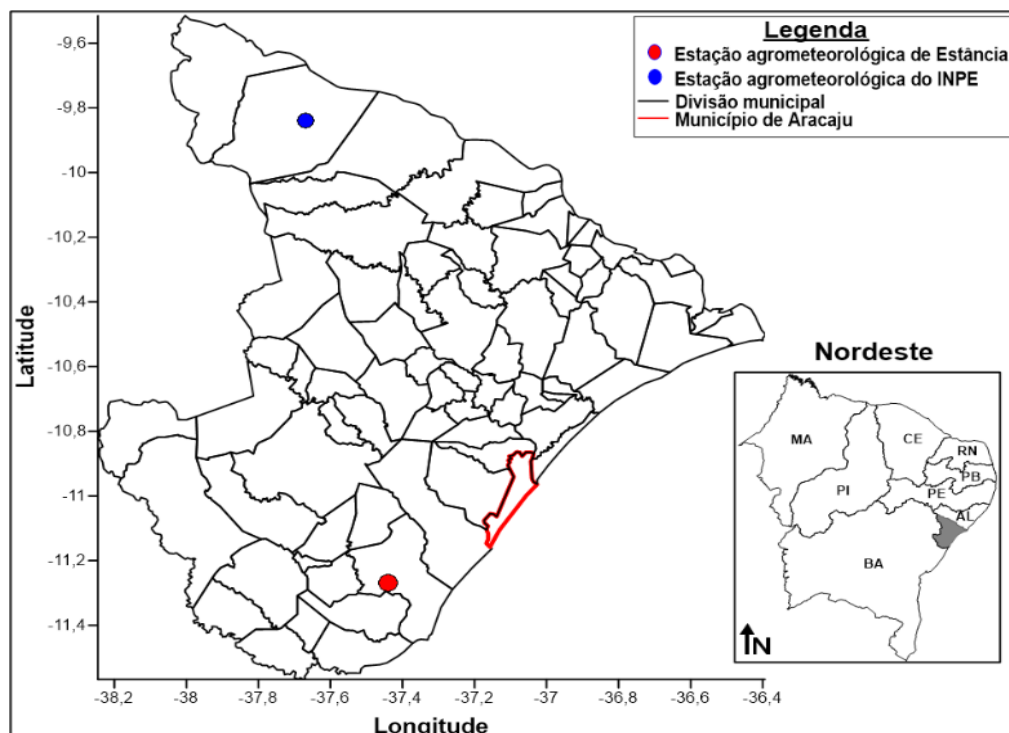 Legenda
Estação agrometeorológica de Estância
Estação agrometeorológica do INPE
Divisão municipal
Município de Aracaju
Latitude
-9,6
-9,8
-10
-10,2
-10,4
-10,6
-10,8
-11
-11,2
-11,4
-38,2
-38
-37,8
-37,6
-37,4
-37,2
-37
-36,8
-36,6
-36,4
Longitude
Nordeste
MA
CE
RN
PB
PI
PE
AL
BA
N